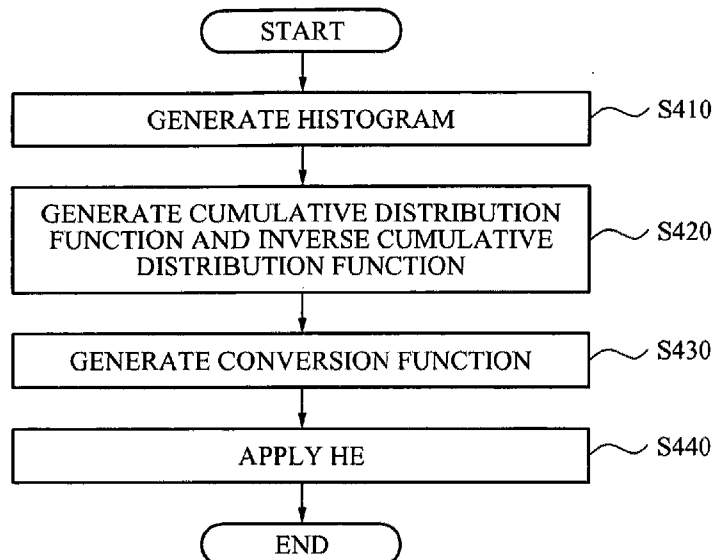 START
GENERATE HISTOGRAM
S410
GENERATE CUMULATIVE DISTRIBUTION
FUNCTION AND INVERSE CUMULATIVE
DISTRIBUTION FUNCTION
S420
GENERATE CONVERSION FUNCTION
S430
APPLY HE
S440
END